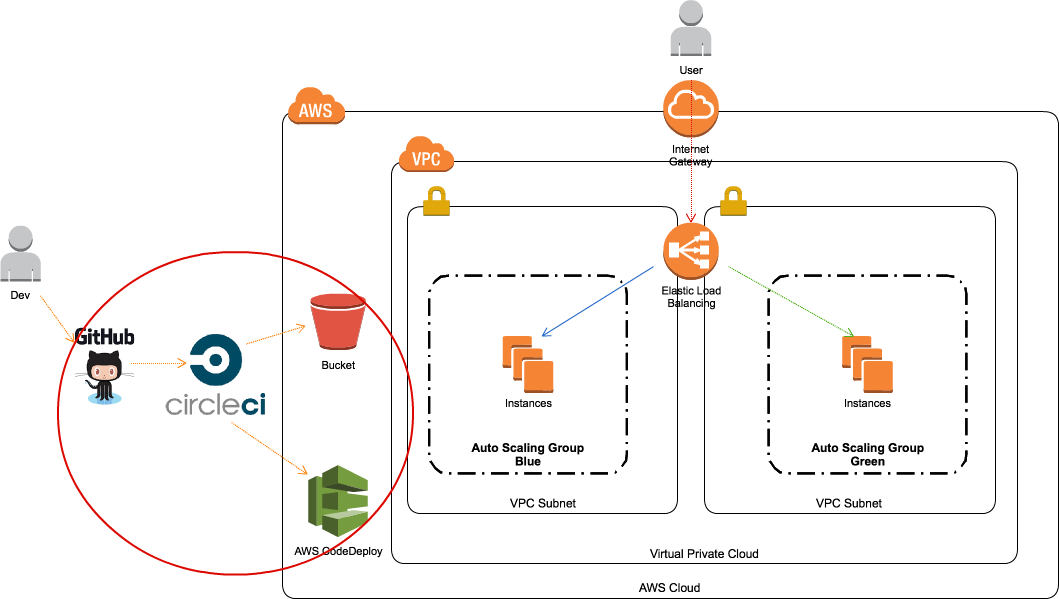 User
AWS
Internet
Gateway
VPC
Dev
Elastic Load
Balancing
GitHub
circleci
Bucket
Instances
Instances
Auto Scaling Group
Blue
Auto Scaling Group
Green
VPC Subnet
VPC Subnet
AWS CodeDeploy
Virtual Private Cloud
AWS Cloud